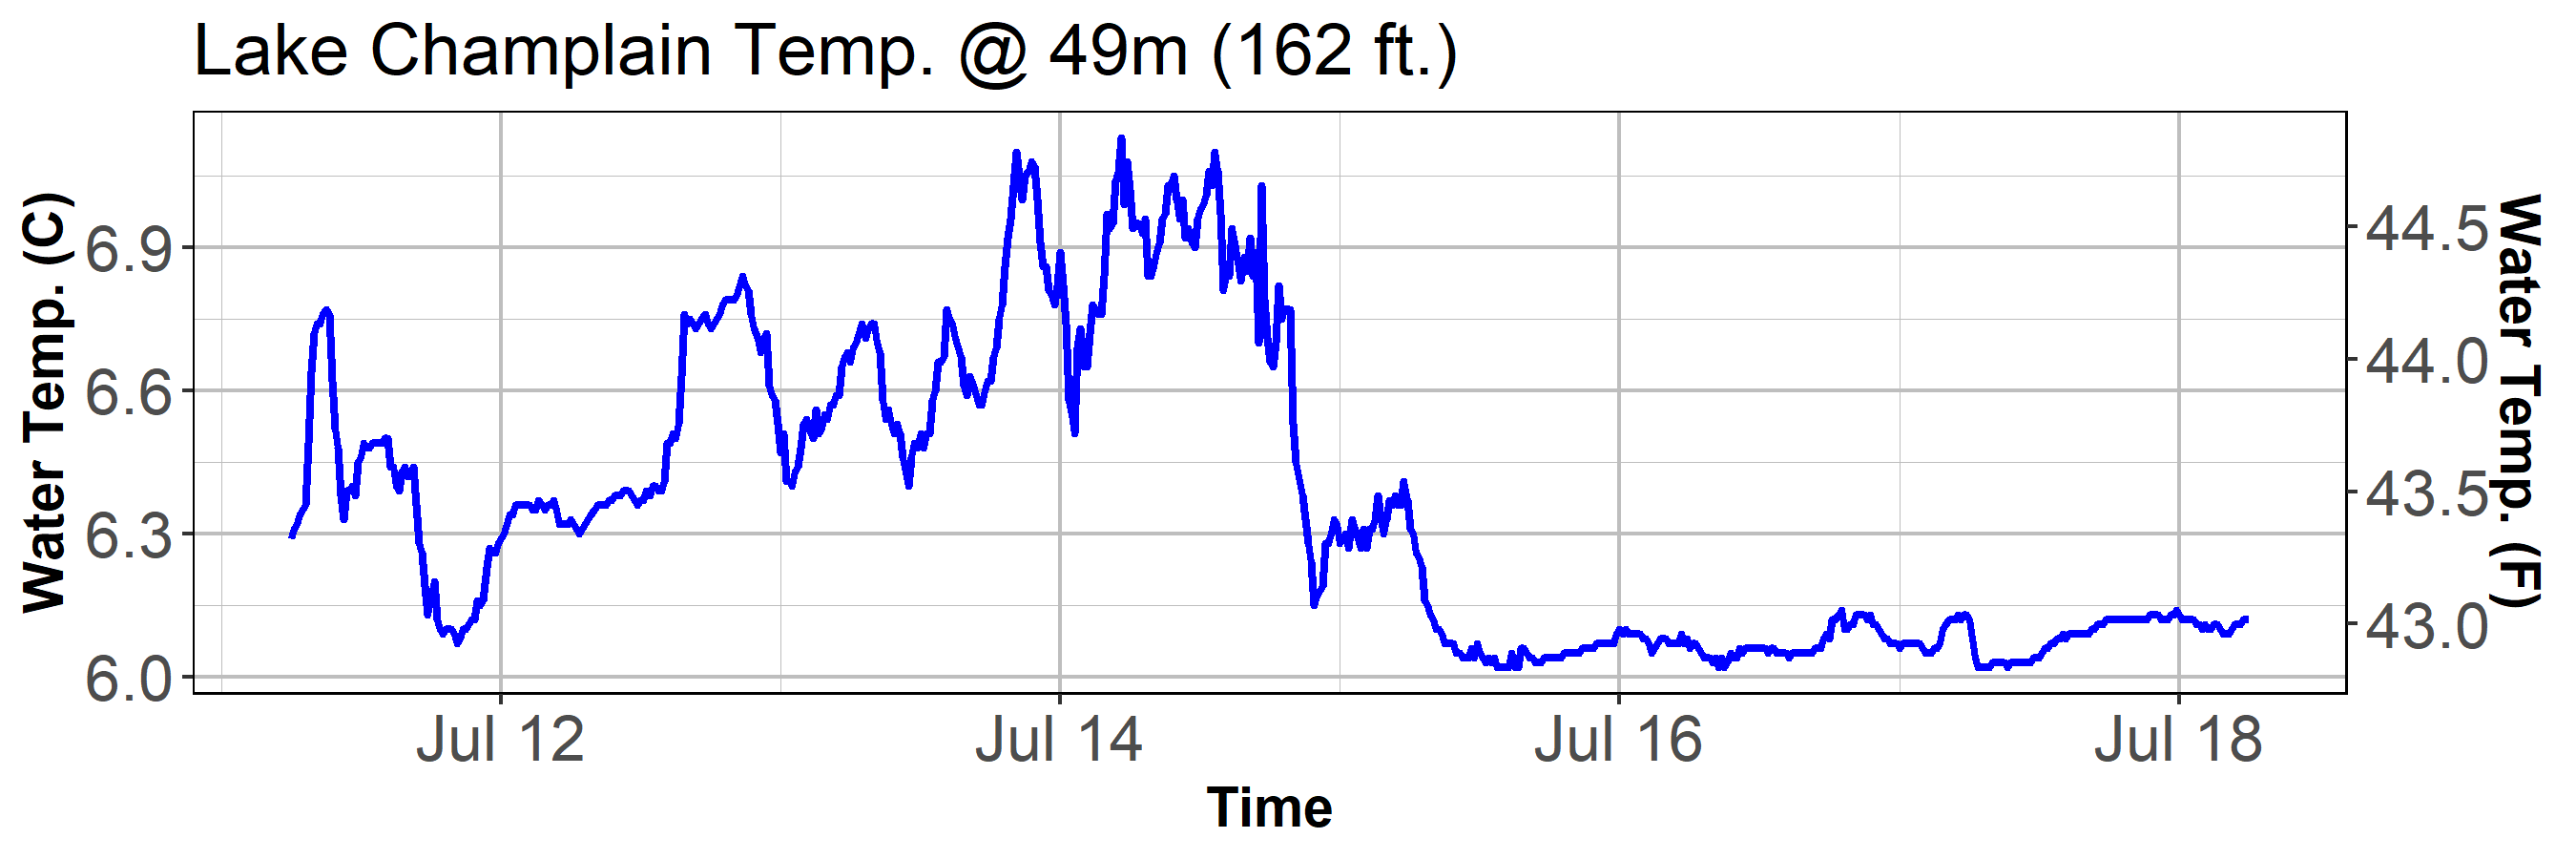 Lake Champlain Temp. @ 49m (162 ft.)
Water Temp. (C)
6.9
6.6
6.3
6.0
44.5
44.0
43.5
43.0
Water Temp. (F)
Jul 12
Jul 14
Jul 16
Jul 18
Time